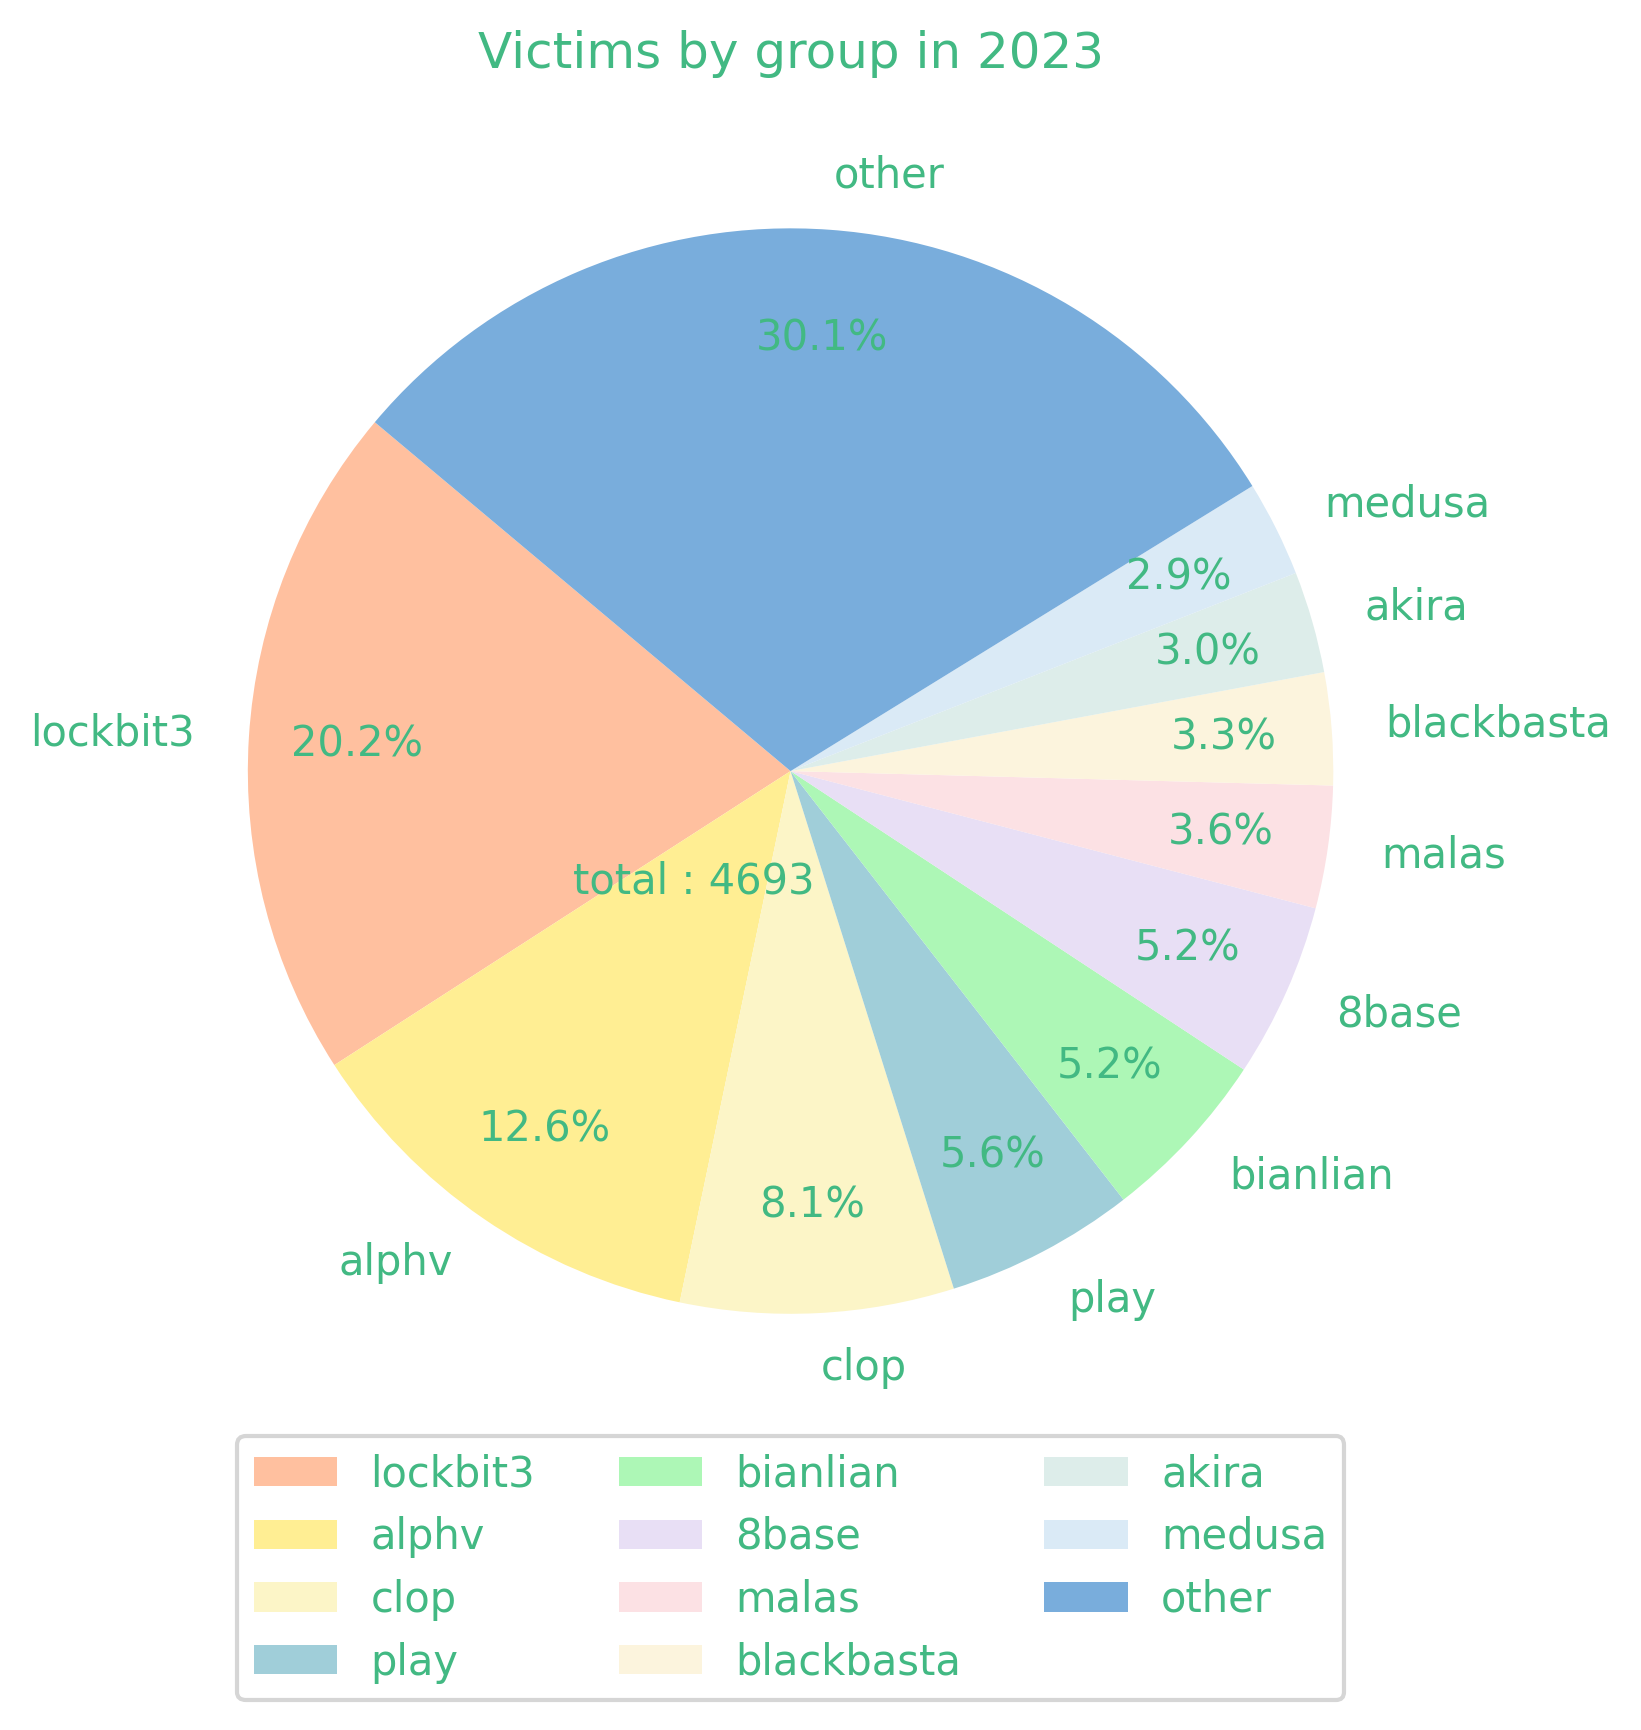 Victims by group in 2023
other
30.1%
medusa
2.9%
akira
3.0%
blackbasta
3.3%
lockbit3
20.2%
malas
3.6%
total : 4693
8base
5.2%
bianlian
5.2%
play
5.6%
clop
8.1%
alphv
12.6%
lockbit3
alphv
clop
play
bianlian
8base
malas
blackbasta
akira
medusa
other